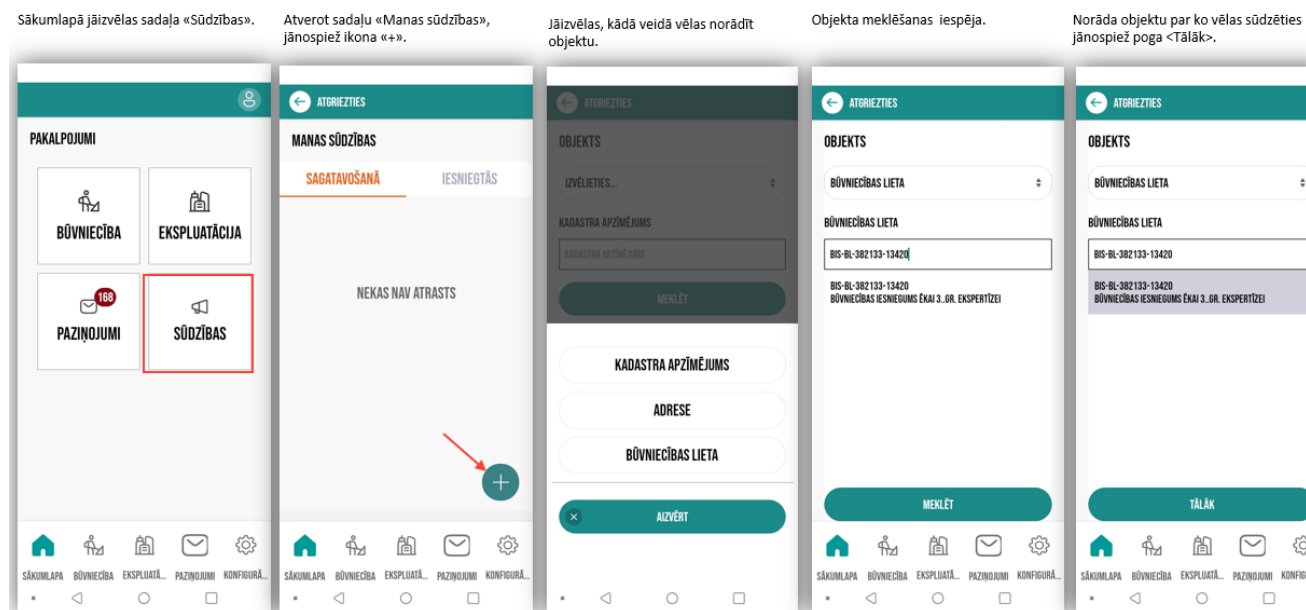 Sākumlapā jāizvēlas sadaļa «Sūdzības».
PAKALPOJUMI
BŪVNIECĪBA
EKSPLUATĀCIJA
168
PAZIŅOJUMI
SŪDZĪBAS
SĀKUMLAPA BŪVNIECĪBA EKSPLUATĀ... PAZIŅOJUMI KONFIGURĀ...
Atverot sadaļu «Manas sūdzības»,
jānospiež ikona «+».
ATGRIEZTIES
MANAS SŪDZĪBAS
SAGATAVOŠANĀ IESNIEGTĀS
NEKAS NAV ATRASTS
SĀKUMLAPA BŪVNIECĪBA EKSPLUATĀ... PAZIŅOJUMI KONFIGURĀ...
Jāizvēlas, kādā veidā vēlas norādīt
objektu.
ATGRIEZTIES
OBJEKTS
IZVĒLIETIES...
KADASTRA APZĪMĒJUMS
KADASTRA APZĪMĒJUMS
MEKLĒT
KADASTRA APZĪMĒJUMS
ADRESE
BŪVNIECĪBAS LIETA
AIZVĒRT
Objekta meklēšanas iespēja.
ATGRIEZTIES
OBJEKTS
BŪVNIECĪBAS LIETA
BŪVNIECĪBAS LIETA
BIS-BL-382133-13420
BIS-BL-382133-13420
BŪVNIECĪBAS IESNIEGUMS ĒKAI 3..GR. EKSPERTĪZEI
MEKLĒT
SĀKUMLAPA BŪVNIECĪBA EKSPLUATĀ... PAZIŅOJUMI KONFIGURĀ...
Norāda objektu par ko vēlas sūdzēties
jānospiež poga <Tālāk>.
ATGRIEZTIES
OBJEKTS
BŪVNIECĪBAS LIETA
BŪVNIECĪBAS LIETA
BIS-BL-382133-13420
BIS-BL-382133-13420
BŪVNIECĪBAS IESNIEGUMS ĒKAI 3..GR. EKSPERTĪZEI
TĀLĀK
SĀKUMLAPA BŪVNIECĪBA EKSPLUATĀ... PAZIŅOJUMI KONFIG